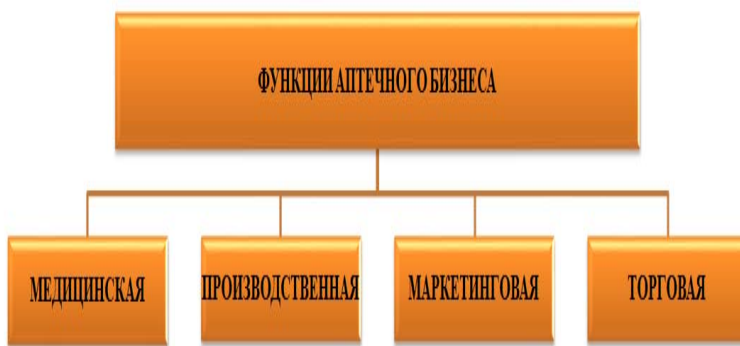 ФУНКЦИИ АПТЕЧНОГО БИЗНЕСА
МЕДИЦИНСКАЯ
ПРОИЗВОДСТВЕННАЯ
МАРКЕТИНГОВАЯ
ТОРГОВАЯ